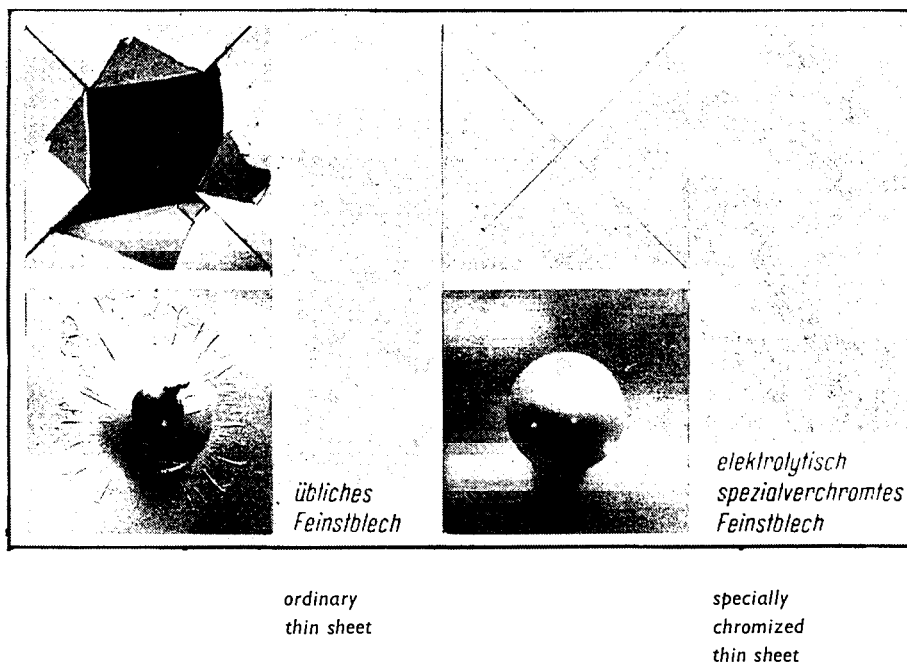 übliches
Feinstblech
elektrolytisch
spezialverchromtes
Feinstblech
ordinary
thin sheet
specially
chromized
thin sheet